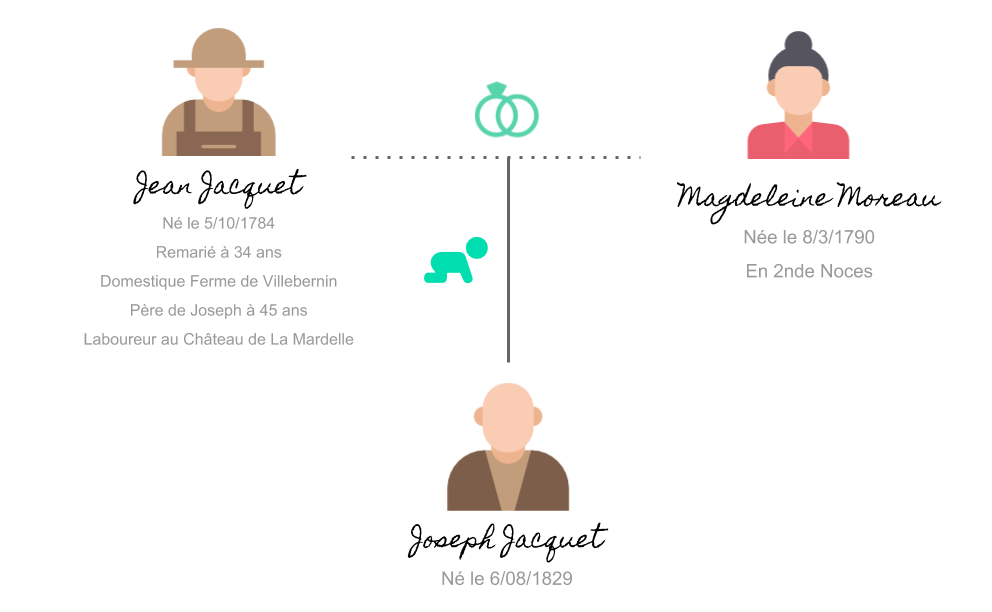 Jean Jacquet
Né le 5/10/1784
Remarié à 34 ans
Domestique Ferme de Villebernin
Père de Joseph à 45 ans
Laboureur au Château de La Mardelle
Magdeleine Moreau
Née le 8/3/1790
En 2nde Noces
Joseph Jacquet
Né le 6/08/1829